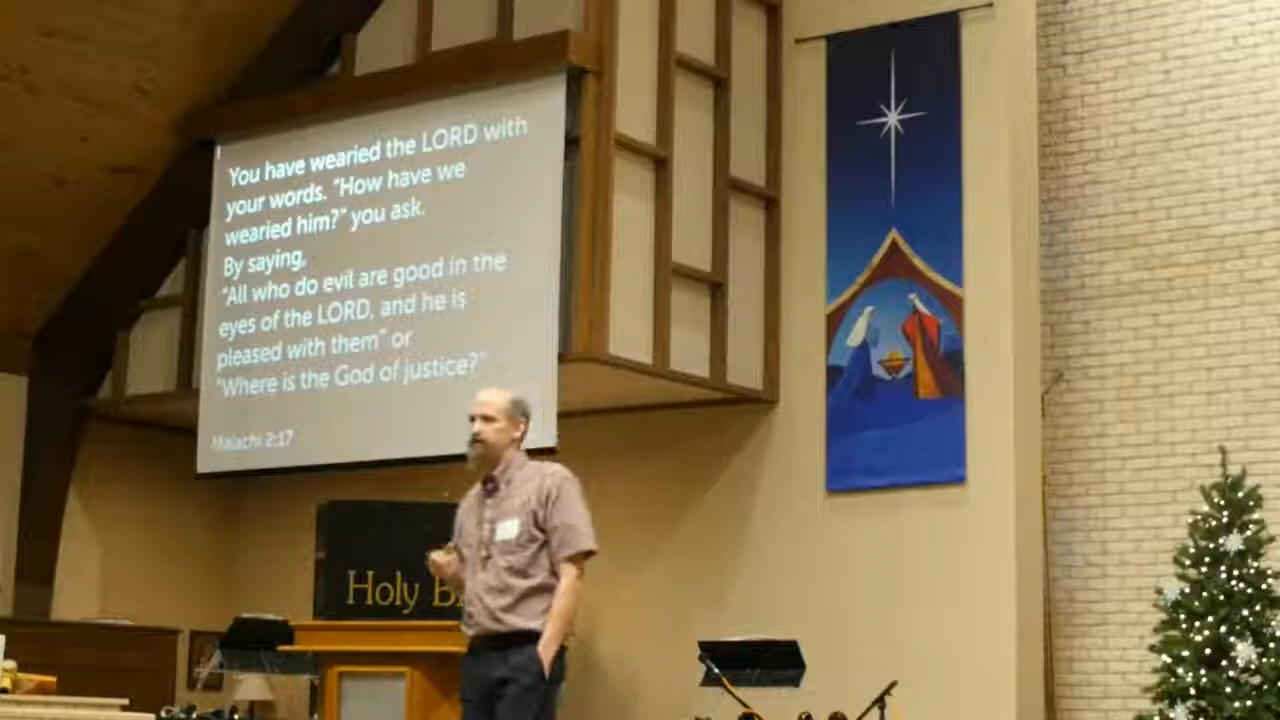 You have wearied the LORD with
your words. "How have we
wearied him?" you ask.
By saying,
"All who do evil are good in the
eyes of the LORD, and he is
pleased with them" or
"Where is the God of justice?"
Malachi 2:17
Holy